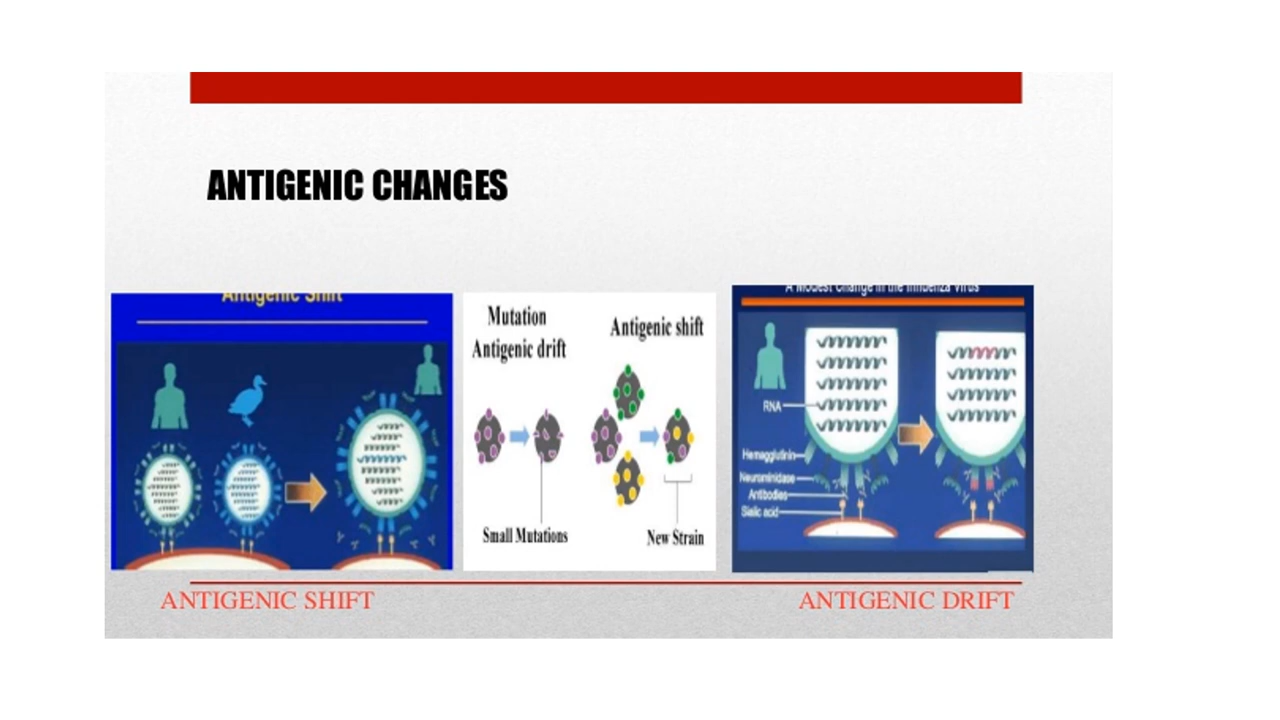 ANTIGENIC CHANGES
Antigenic Shift
Mutation
Antigenic drift
Antigenic shift
Small Mutations
New Strain
A Modest Change in the Influenza Virus
RNA
Hemagglutinin
Neurominidase
Antibodies
Sialic acid
ANTIGENIC SHIFT
ANTIGENIC DRIFT